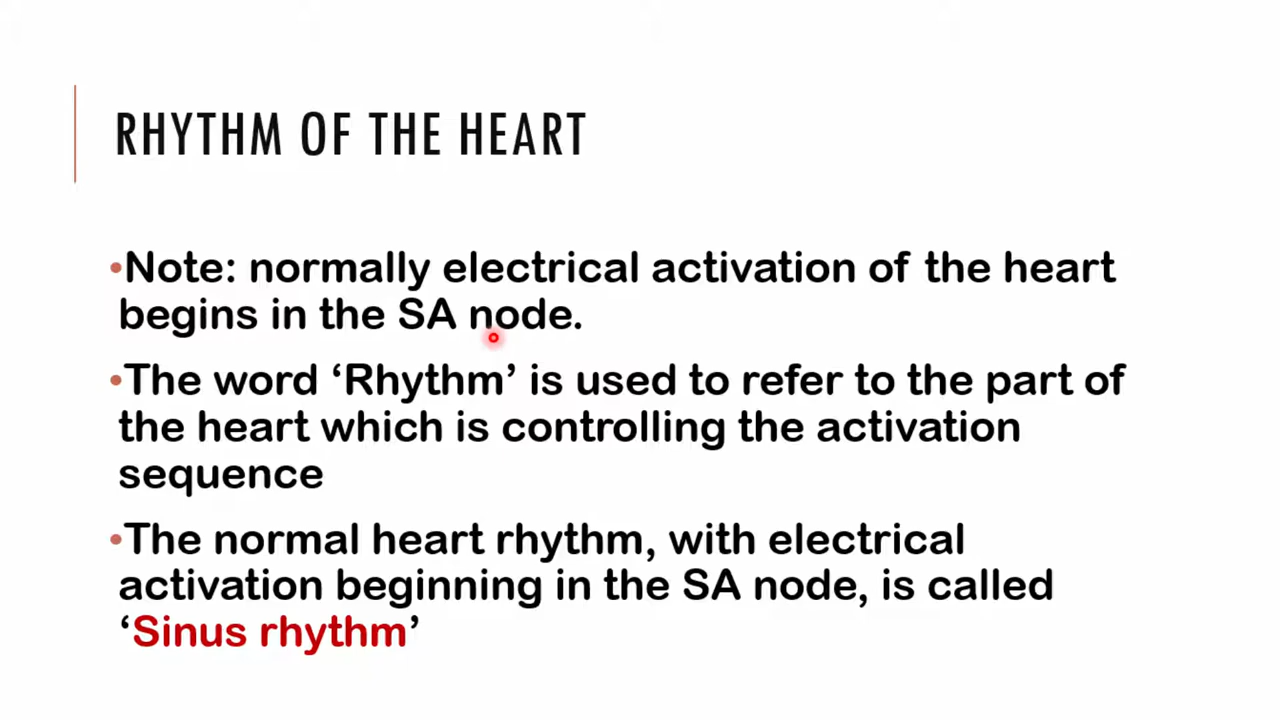 RHYTHM OF THE HEART
•Note: normally electrical activation of the heart
begins in the SA node.
•The word ‘Rhythm’ is used to refer to the part of
the heart which is controlling the activation
sequence
•The normal heart rhythm, with electrical
activation beginning in the SA node, is called
‘Sinus rhythm’